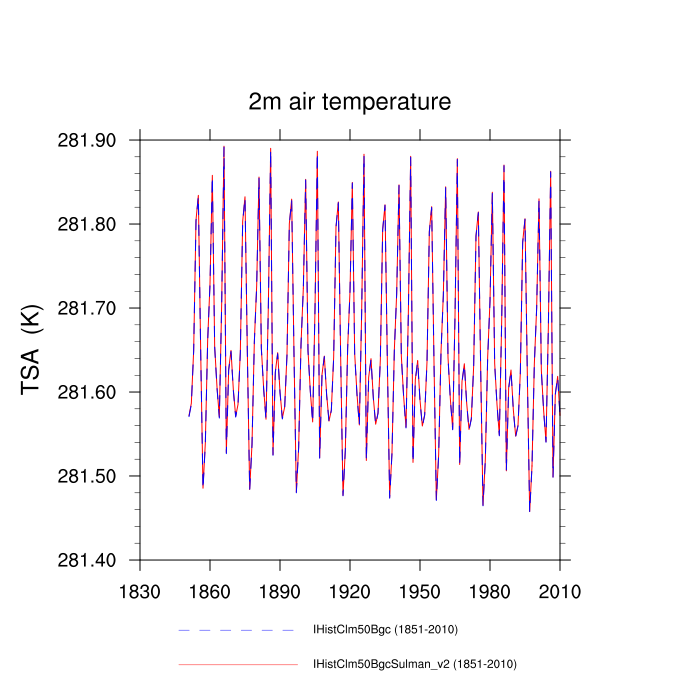 2m air temperature
TSA (K)
281.90
281.80
281.70
281.60
281.50
281.40
1830 1860 1890 1920 1950 1980 2010
IHistClm50Bgc (1851-2010)
IHistClm50BgcSulman_v2 (1851-2010)